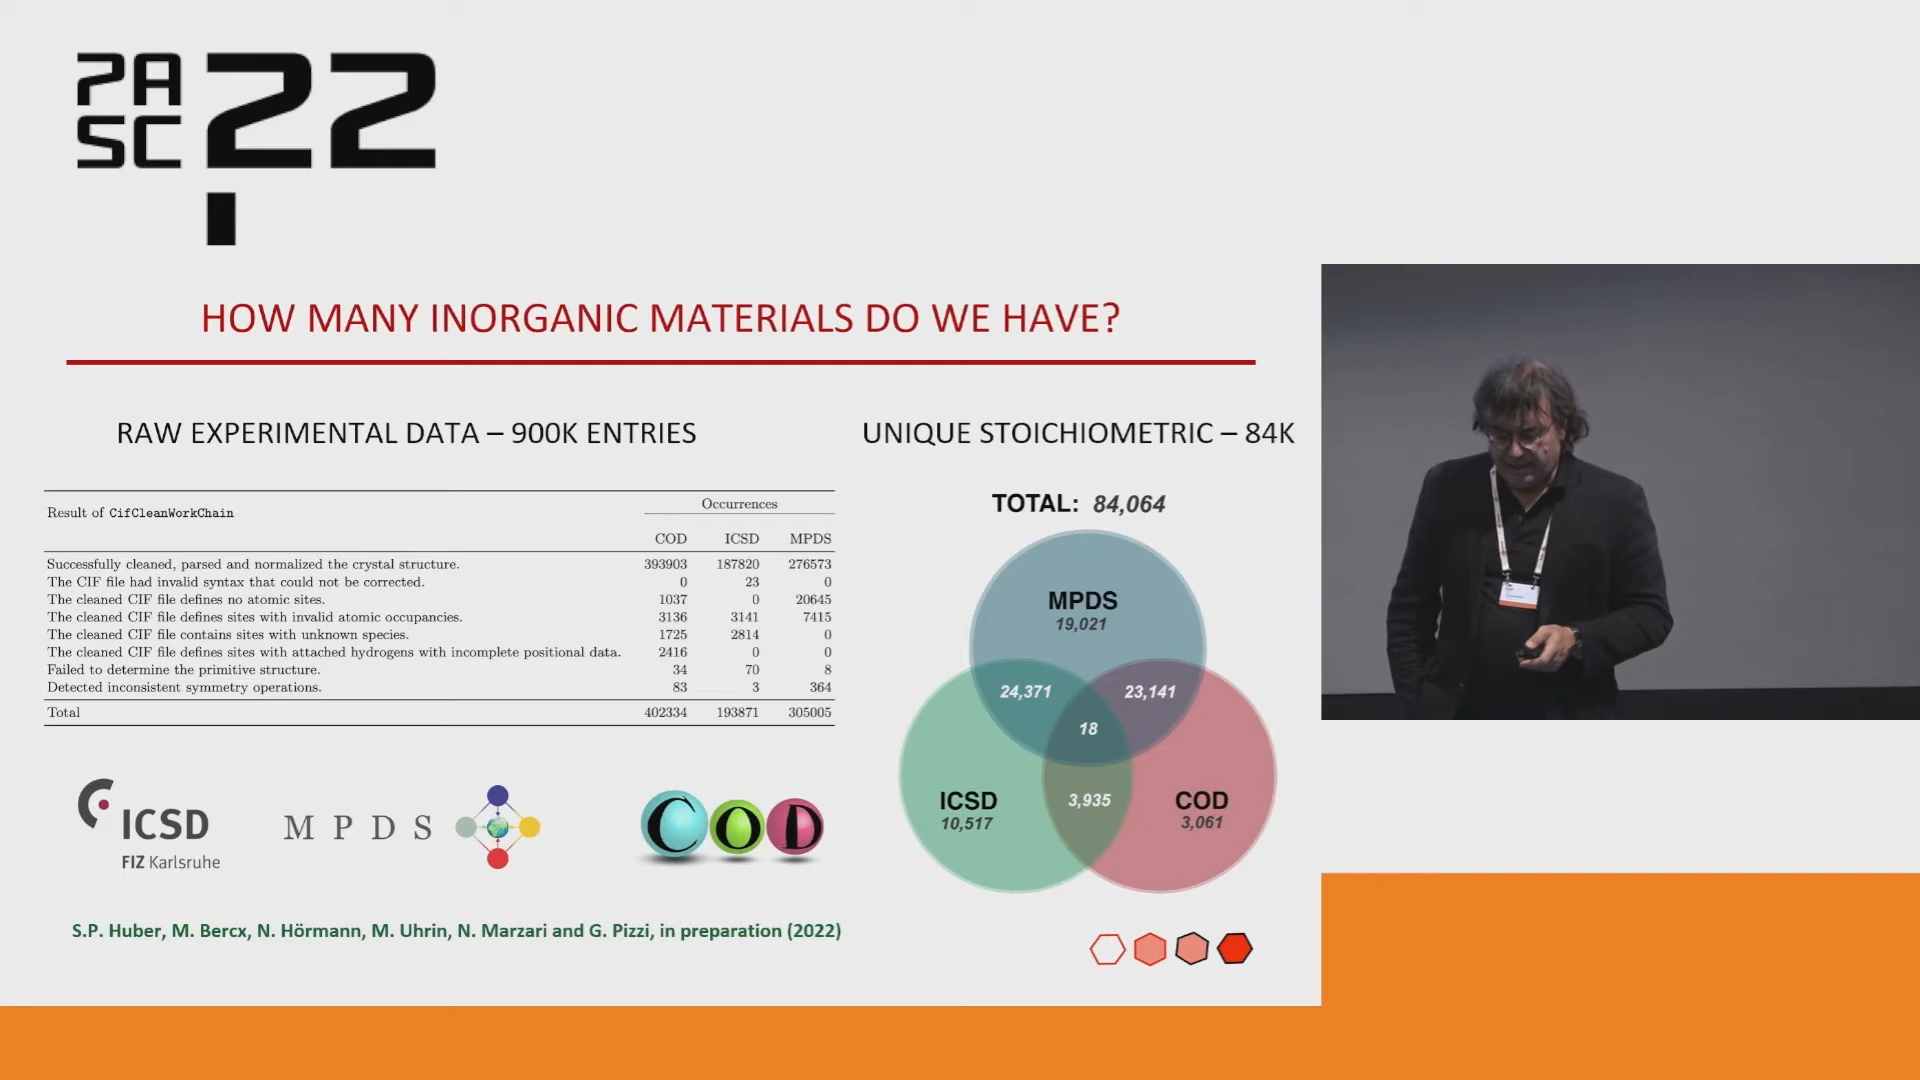 PA
SC 22
HOW MANY INORGANIC MATERIALS DO WE HAVE?
RAW EXPERIMENTAL DATA – 900K ENTRIES
Result of CifCleanWorkChain
Occurrences
COD ICSD MPDS
Successfully cleaned, parsed and normalized the crystal structure. 393903 187820 276573
The CIF file had invalid syntax that could not be corrected. 0 23 0
The cleaned CIF file defines no atomic sites. 1037 0 20645
The cleaned CIF file defines sites with invalid atomic occupancies. 3136 3141 7415
The cleaned CIF file contains sites with unknown species. 1725 2814 0
The cleaned CIF file defines sites with attached hydrogens with incomplete positional data. 2416 0 0
Failed to determine the primitive structure. 34 70 8
Detected inconsistent symmetry operations. 83 3 364
Total 402334 193871 305005
ICSD
FIZ Karlsruhe
MPDS
COD
S.P. Huber, M. Bercx, N. Hörmann, M. Uhrin, N. Marzari and G. Pizzi, in preparation (2022)
UNIQUE STOICHIOMETRIC – 84K
TOTAL: 84,064
MPDS
19,021
24,371
23,141
18
ICSD
10,517
3,935
COD
3,061